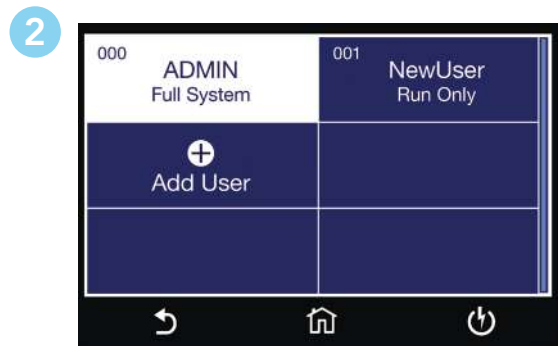 2
000
ADMIN
Full System
001
NewUser
Run Only
Add User